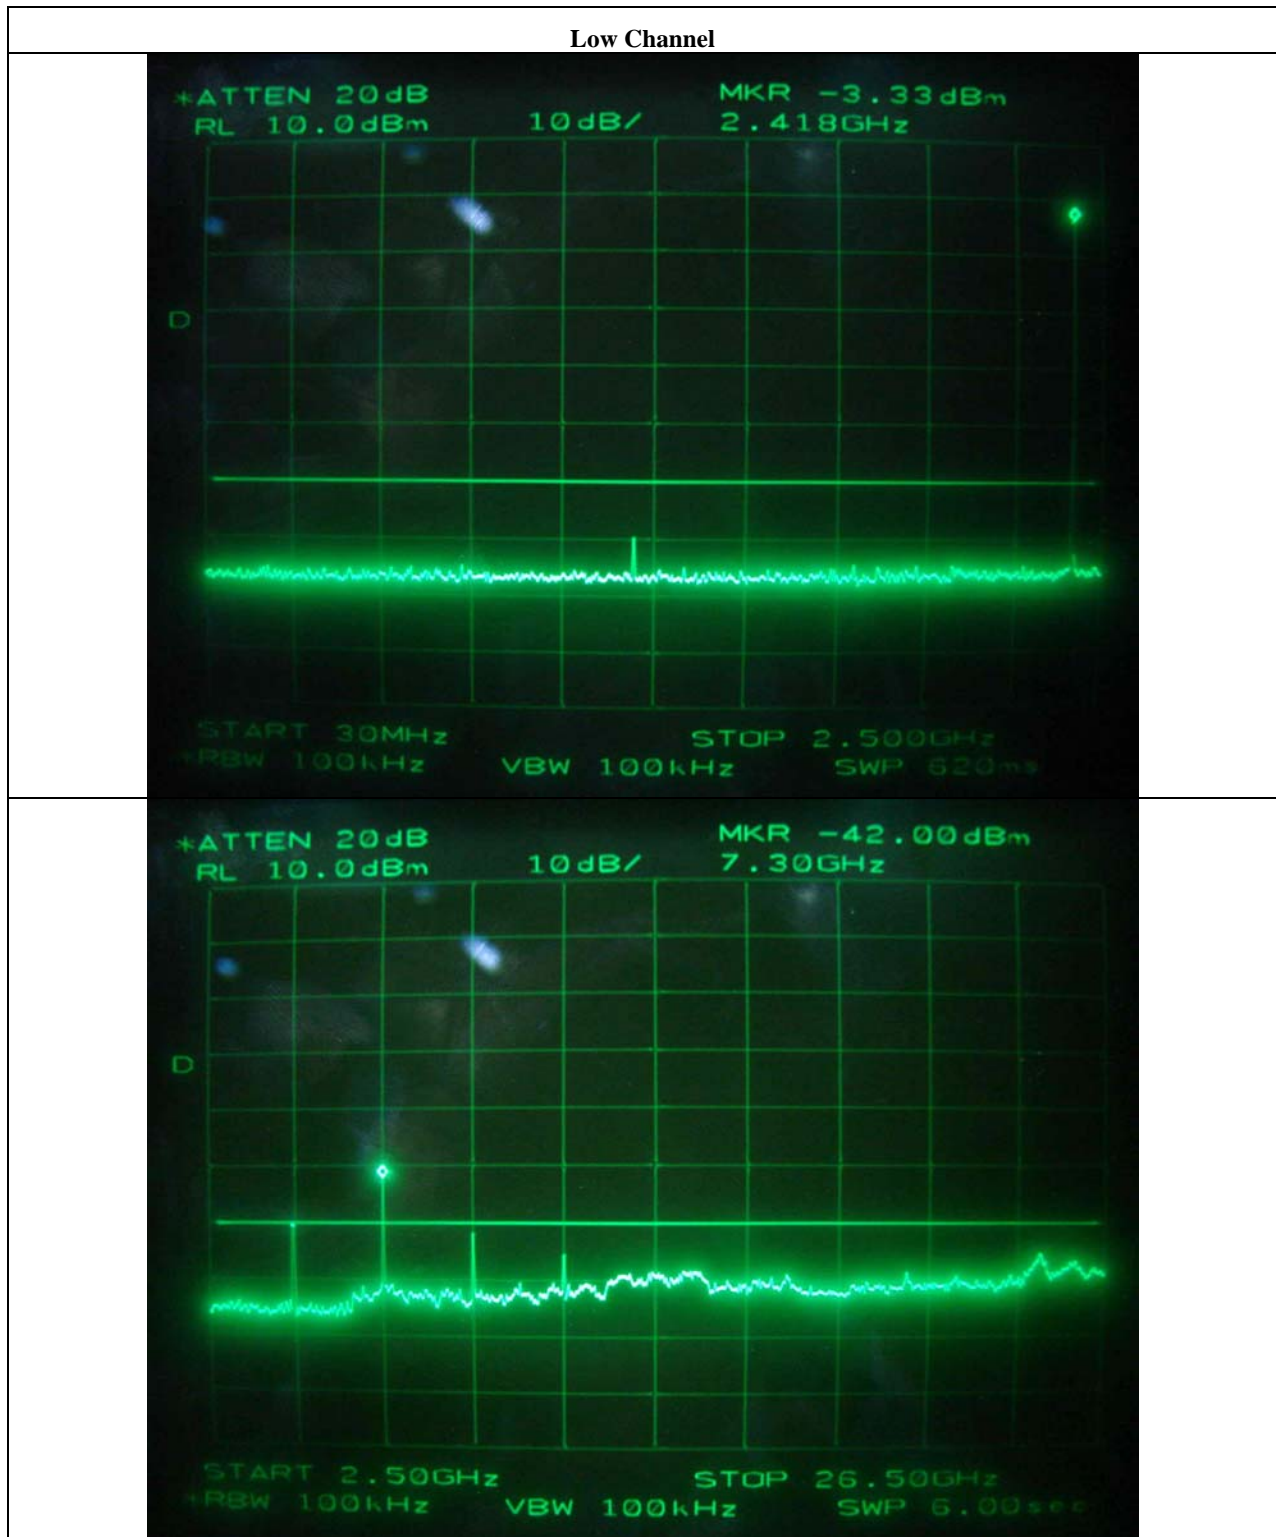 Low Channel
*ATTEN 20dB MKR -3.33dBm
RL 10.0dBm 10dB/ 2.418GHz
D
START 30MHz STOP 2.500GHz
*RBW 100kHz VBW 100kHz SWP 620ms
*ATTEN 20dB MKR -42.00dBm
RL 10.0dBm 10dB/ 7.30GHz
D
START 2.50GHz STOP 26.50GHz
*RBW 100kHz VBW 100kHz SWP 6.00sec